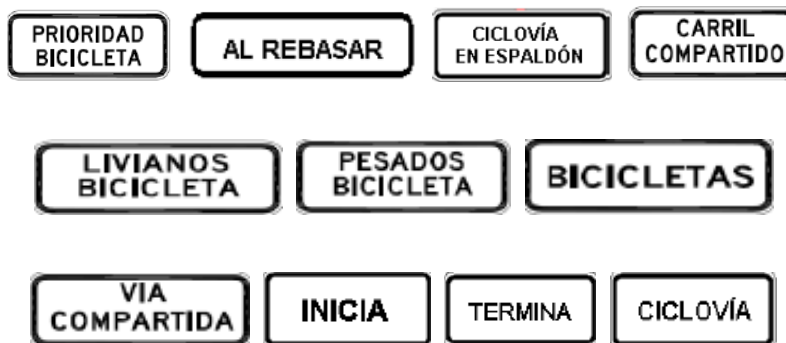 PRIORIDAD
BICICLETA
AL REBASAR
CICLOVÍA
EN ESPALDÓN
CARRIL
COMPARTIDO
LIVIANOS
BICICLETA
PESADOS
BICICLETA
BICICLETAS
VIA
COMPARTIDA
INICIA
TERMINA
CICLOVÍA